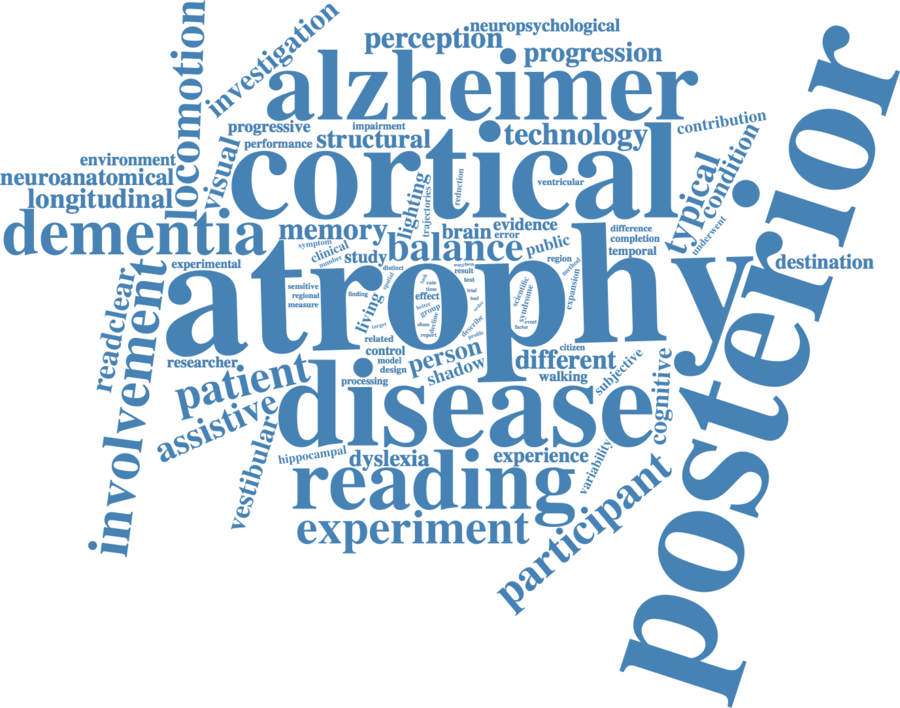 neuropsychological
perception
progression
investigation
locomotion
alzheimer
posterior
progressive
impairment
performance
structural
technology
contribution
environment
neuroanatomical
longitudinal
visual
cortical
ventricular
lighting
trajectories
reduction
typical
condition
underwent
dementia
memory
brain
evidence
error
difference
completion
temporal
symptom
clinical
number
study
balance
public
region
experimental
atrophy
destination
distinct
spatial
result
test
trial
method
expansion
sensitive
regional
measure
finding
living
target
effect
time
better
group
decline
report
scientific
syndrome
event
factor
describe
profile
readclear
involvement
related
control
model
design
processing
person
shadow
different
citizen
walking
subjective
cognitive
researcher
patient
disease
assistive
vestibular
hippocampal
dyslexia
experience
variability
reading
experiment
participant